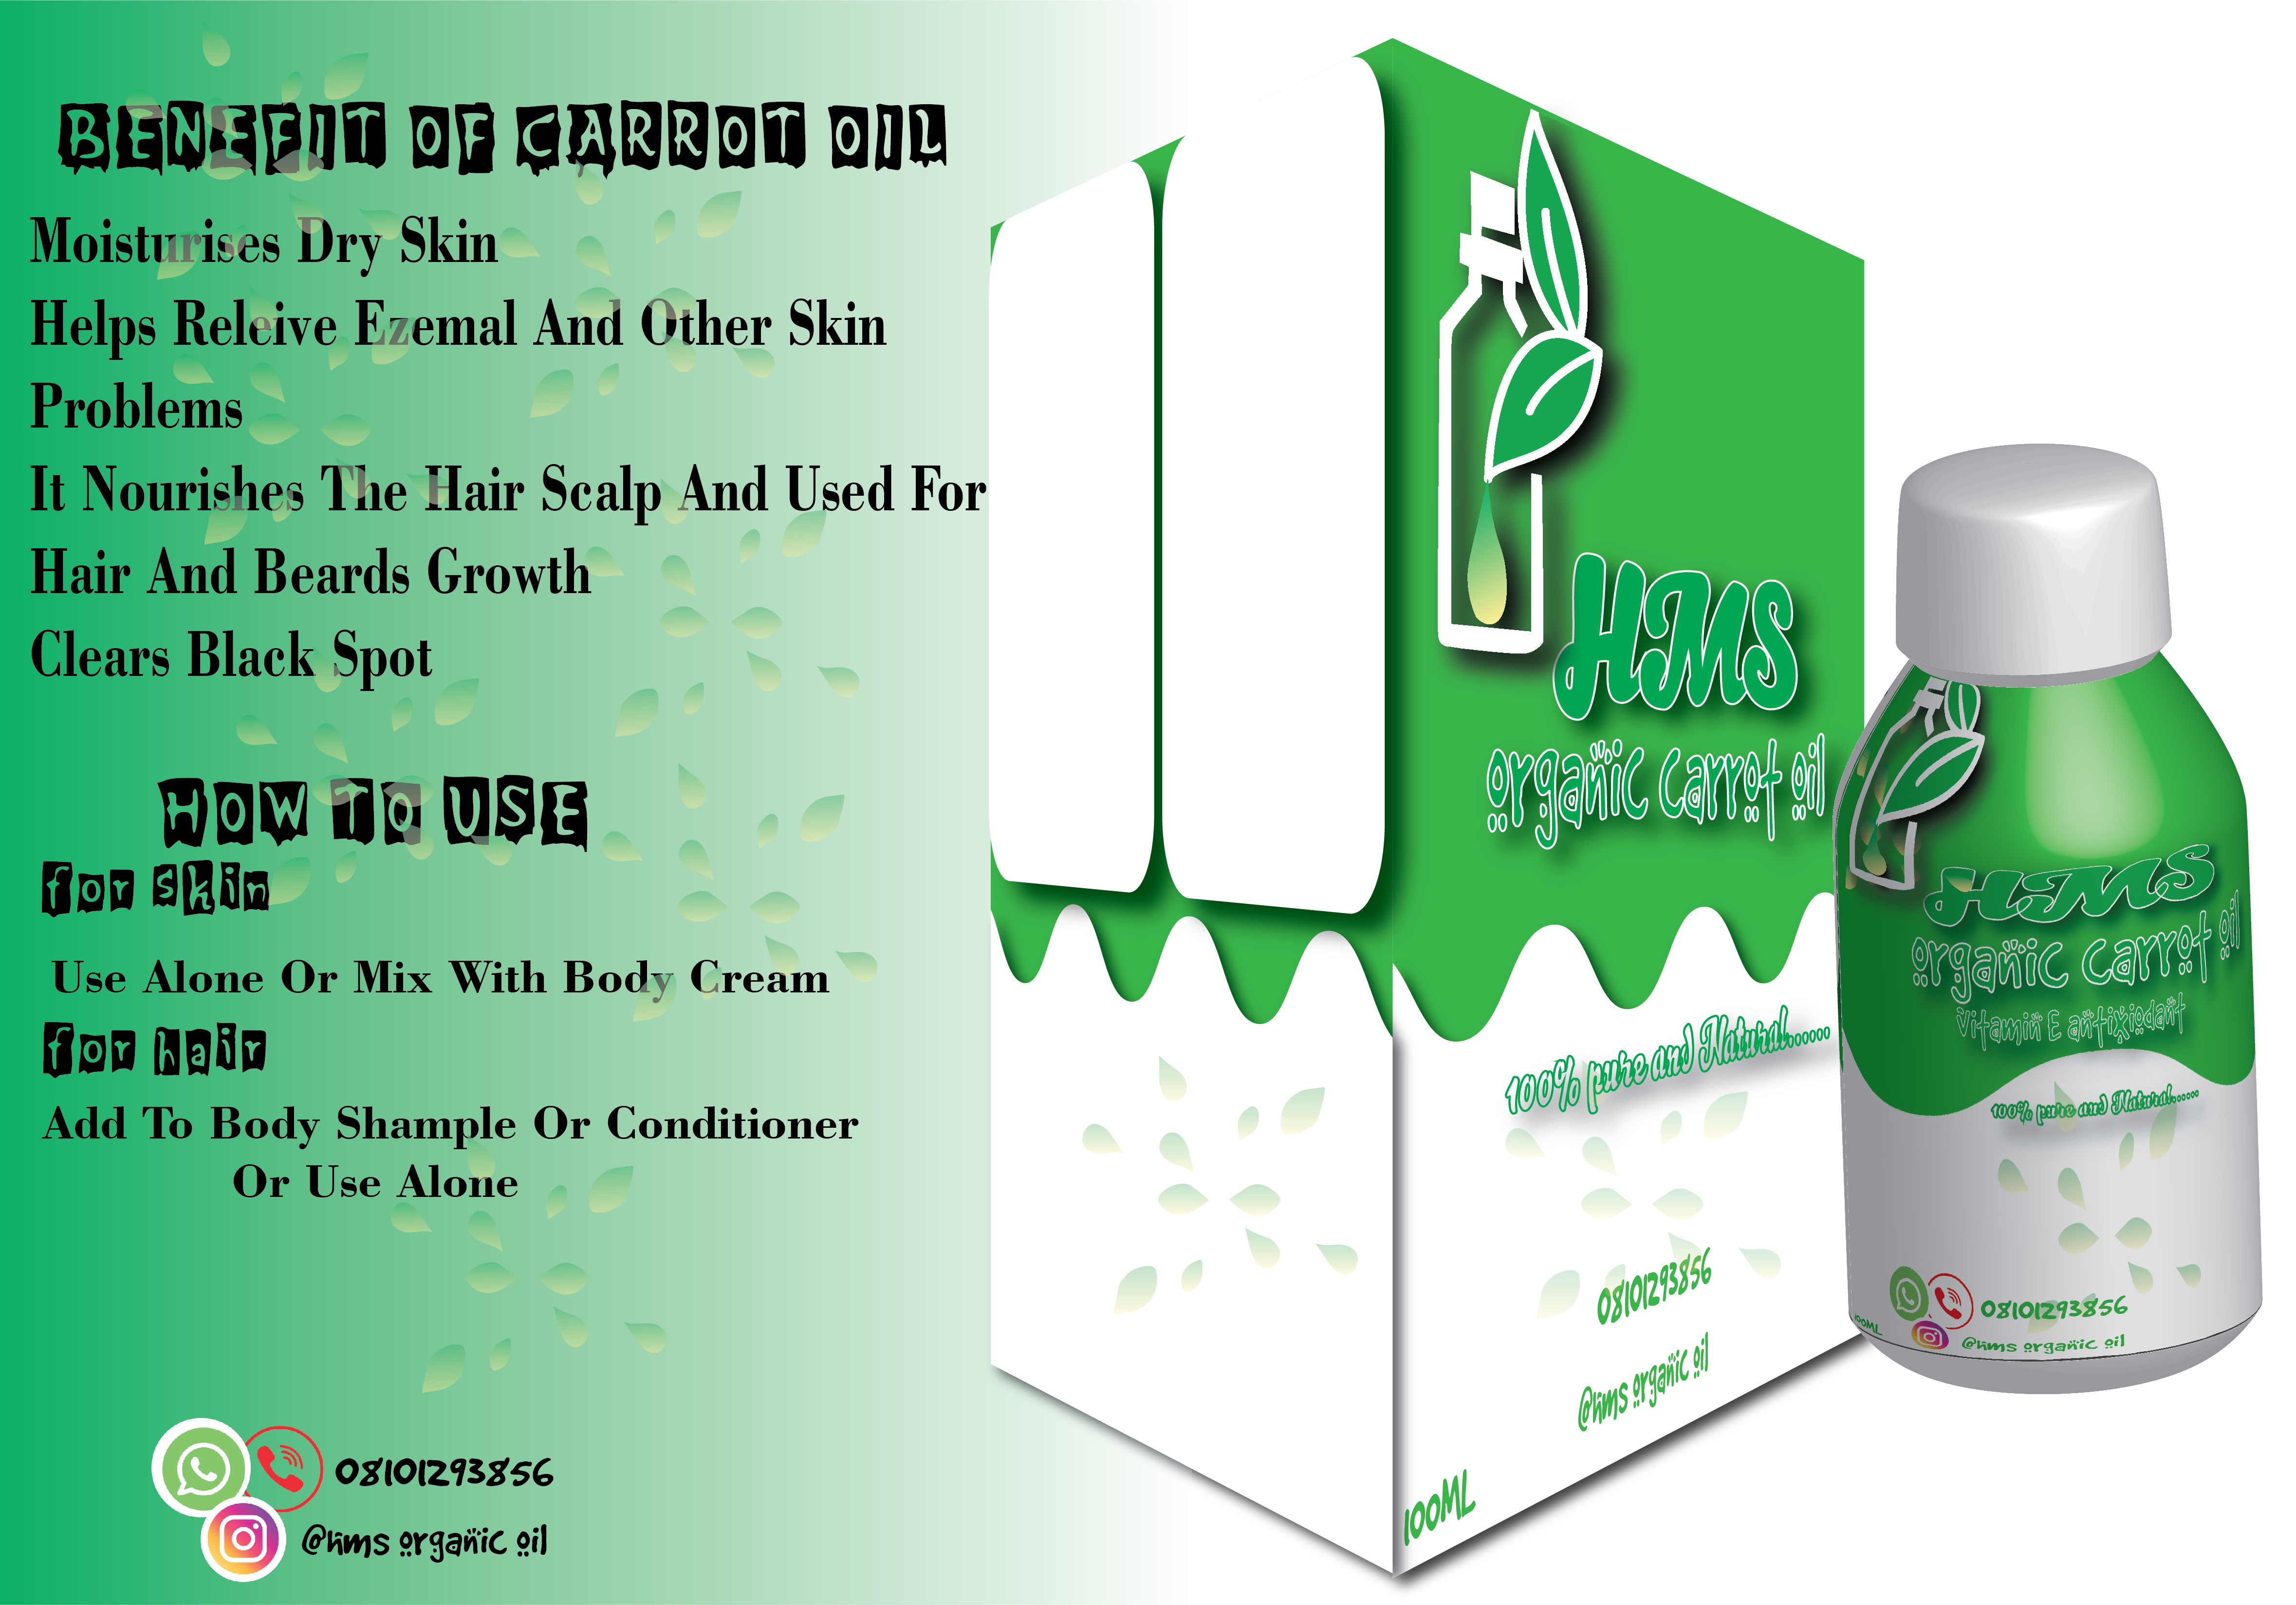 BENEFIT OF CARROT OIL
Moisturises Dry Skin
Helps Releive Ezemal And Other Skin
Problems
It Nourishes The Hair Scalp And Used For
Hair And Beards Growth
Clears Black Spot
HOW TO USE
for skin
Use Alone Or Mix With Body Cream
for hair
Add To Body Shample Or Conditioner
Or Use Alone
08101293856
@hms organic oil
HMS
organic carrot oil
100% pure and Natural......
08101293856
@hms organic oil
100ML
HMS
organic carrot oil
Vitamin E antixiodant
100% pure and Natural......
08101293856
100ML
@hms organic oil